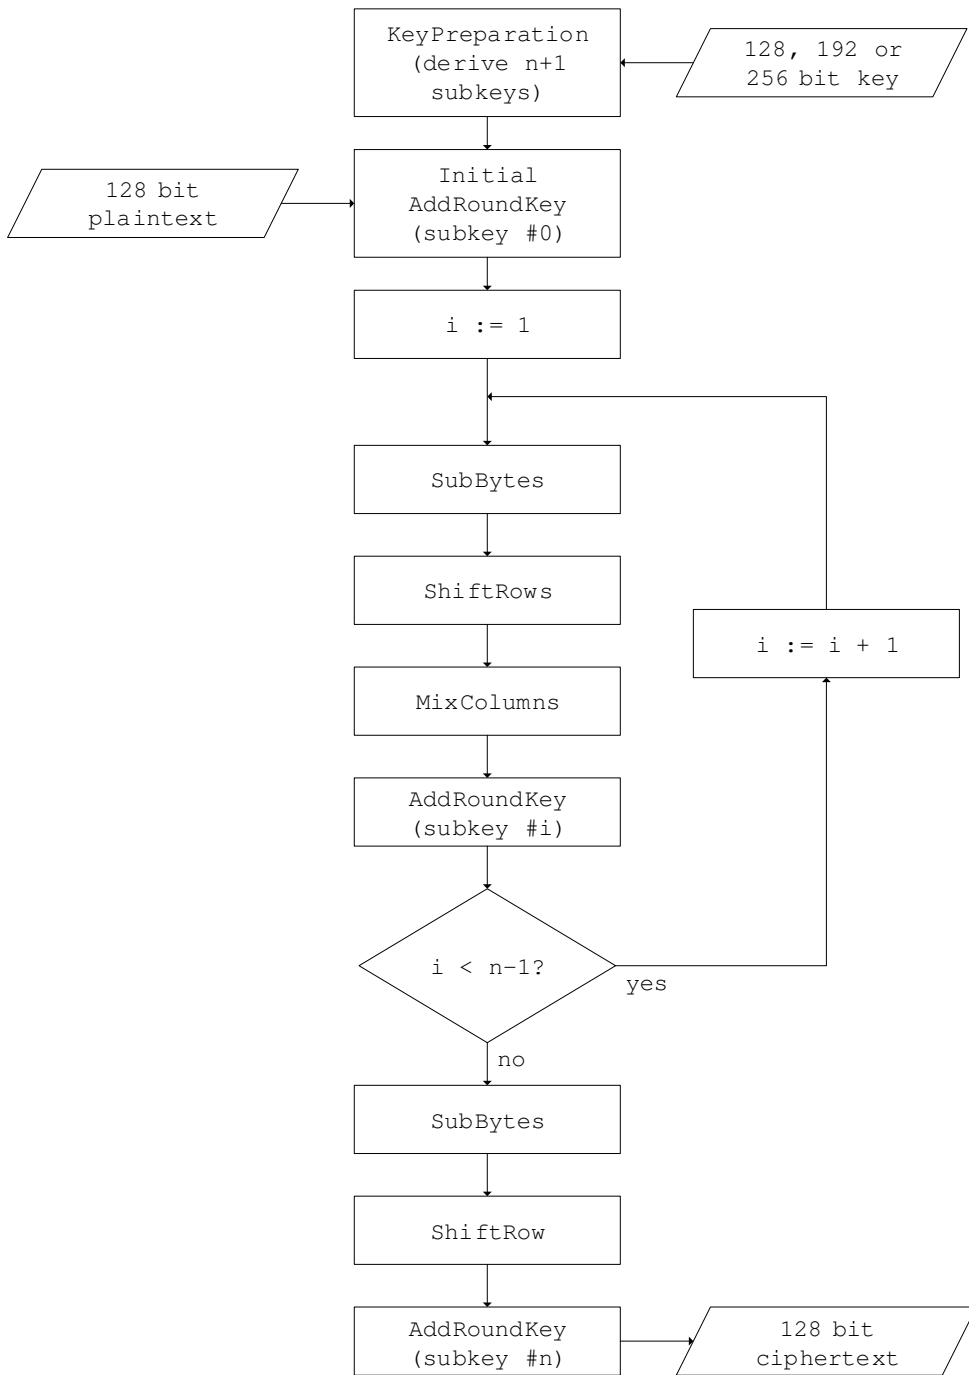 KeyPreparation
(derive n+1
subkeys)
128, 192 or
256 bit key
128 bit
plaintext
Initial
AddRoundKey
(subkey #0)
i := 1
SubBytes
ShiftRows
i := i + 1
MixColumns
AddRoundKey
(subkey #i)
i < n-1?
yes
no
SubBytes
ShiftRow
AddRoundKey
(subkey #n)
128 bit
ciphertext